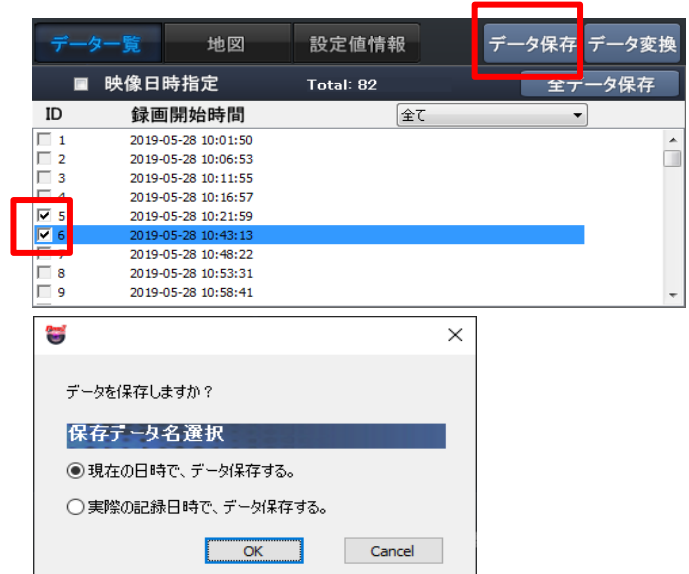 データ一覧 地図 設定値情報 データ保存 データ変換
映像日時指定 Total: 82 全データ保存
ID 録画開始時間 全て
1 2019-05-28 10:01:50
2 2019-05-28 10:06:53
3 2019-05-28 10:11:55
4 2019-05-28 10:16:57
5 2019-05-28 10:21:59
6 2019-05-28 10:43:13
7 2019-05-28 10:48:22
8 2019-05-28 10:53:31
9 2019-05-28 10:58:41
データを保存しますか?
保存データ名選択
現在の日時で、データ保存する。
実際の記録日時で、データ保存する。
OK Cancel